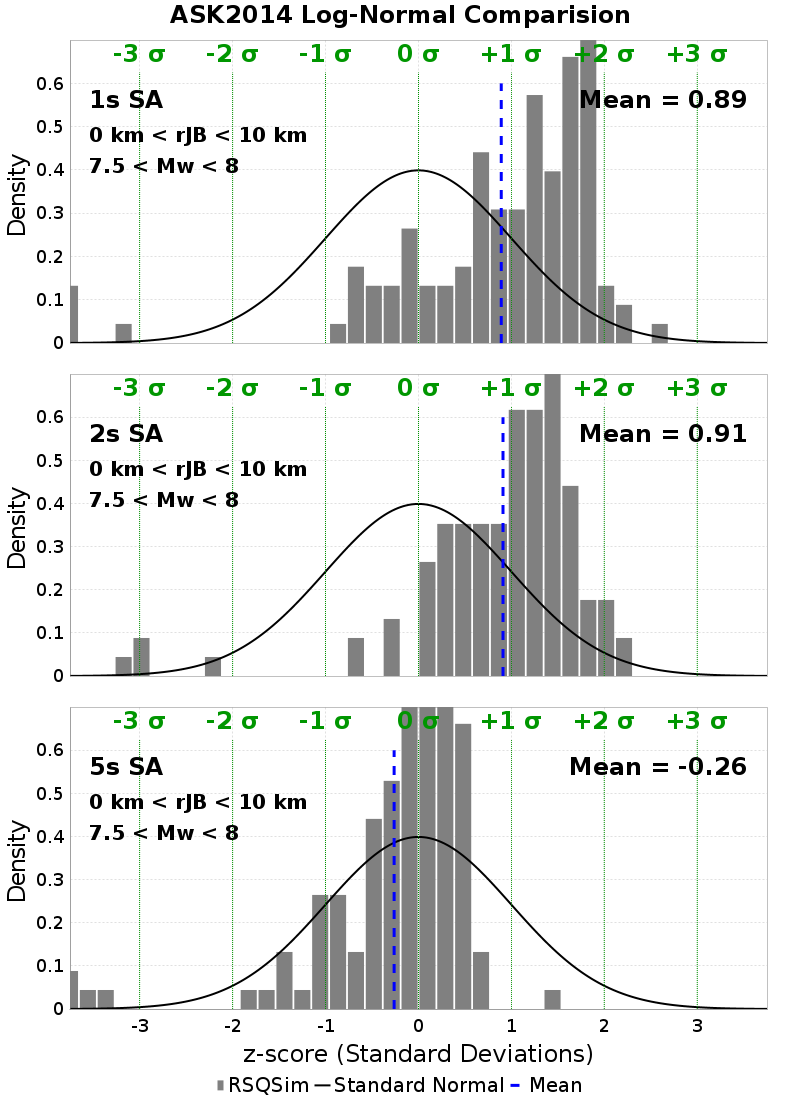 ASK2014 Log-Normal Comparision
-3 σ -2 σ -1 σ 0 σ +1 σ +2 σ +3 σ
1s SA Mean = 0.89
0 km < rJB < 10 km
7.5 < Mw < 8
Density
0.6
0.5
0.4
0.3
0.2
0.1
0
-3 σ -2 σ -1 σ 0 σ +1 σ +2 σ +3 σ
2s SA Mean = 0.91
0 km < rJB < 10 km
7.5 < Mw < 8
Density
0.6
0.5
0.4
0.3
0.2
0.1
0
-3 σ -2 σ -1 σ 0 σ +1 σ +2 σ +3 σ
5s SA Mean = -0.26
0 km < rJB < 10 km
7.5 < Mw < 8
Density
0.6
0.5
0.4
0.3
0.2
0.1
0
-3 -2 -1 0 1 2 3
z-score (Standard Deviations)
RSQSim Standard Normal Mean